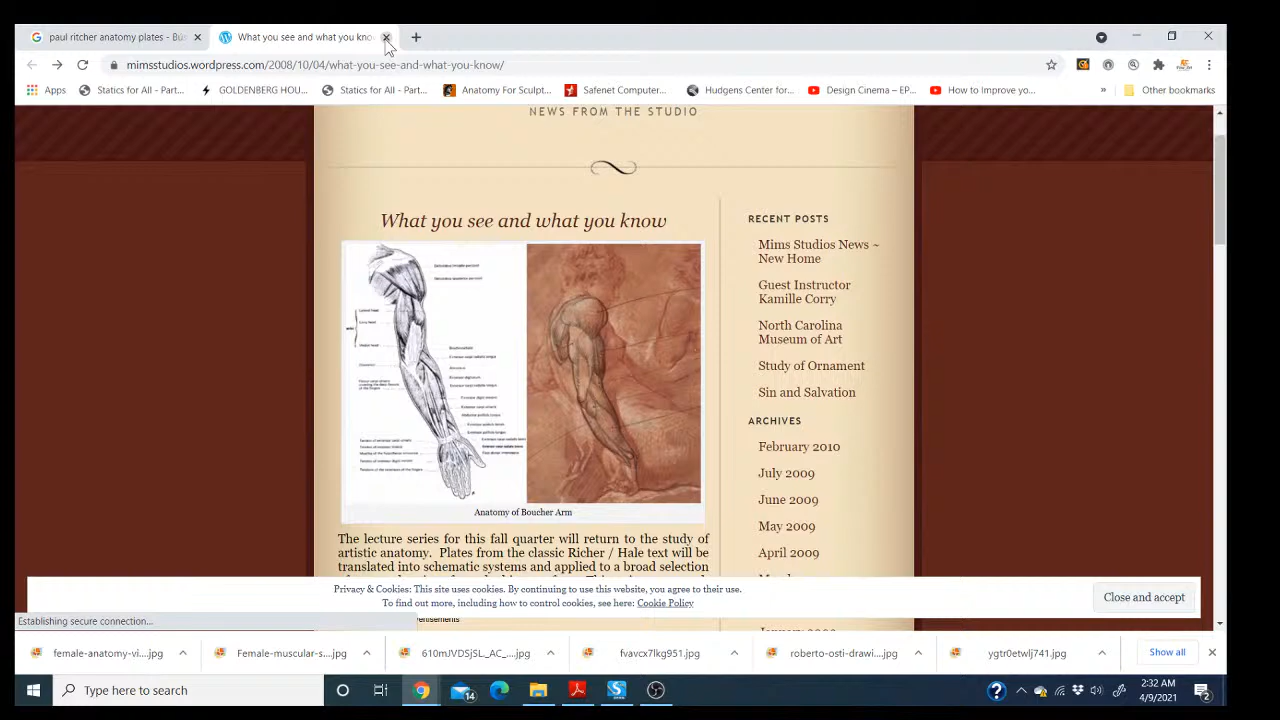 paul ritcher anatomy plates - Bús
What you see and what you know
mimsstudios.wordpress.com/2008/10/04/what-you-see-and-what-you-know/
Apps
Statics for All - Part...
GOLDENBERG HOU...
Statics for All - Part...
Anatomy For Sculpt...
Safenet Computer...
Hudgens Center for...
Design Cinema – EP...
How to Improve yo...
»
Other bookmarks
NEWS FROM THE STUDIO
What you see and what you know
Anatomy of Boucher Arm
The lecture series for this fall quarter will return to the study of
artistic anatomy. Plates from the classic Richer / Hale text will be
translated into schematic systems and applied to a broad selection
RECENT POSTS
Mims Studios News ~
New Home
Guest Instructor
Kamille Corry
North Carolina
Museum of Art
Study of Ornament
Sin and Salvation
ARCHIVES
February 2010
July 2009
June 2009
May 2009
April 2009
Privacy & Cookies: This site uses cookies. By continuing to use this website, you agree to their use.
To find out more, including how to control cookies, see here: Cookie Policy
Close and accept
Establishing secure connection...
female-anatomy-vi....jpg
Female-muscular-s....jpg
610mJVDSjSL_AC_....jpg
fvavcx7lkg951.jpg
roberto-osti-drawi....jpg
ygtr0etwlj741.jpg
Show all
Type here to search
14
2:32 AM
4/9/2021
2